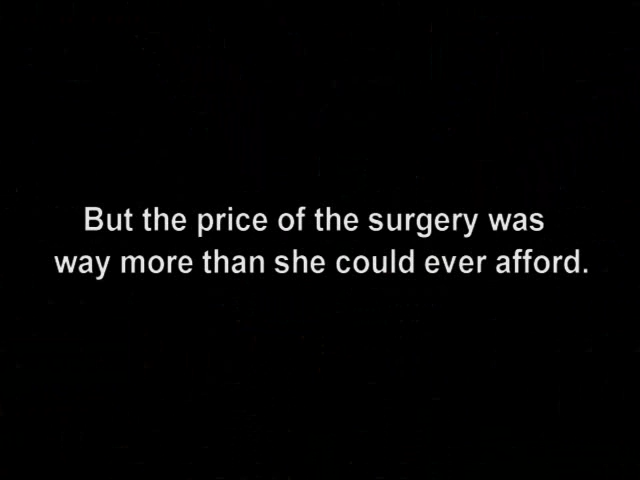 But the price of the surgery was
way more than she could ever afford.